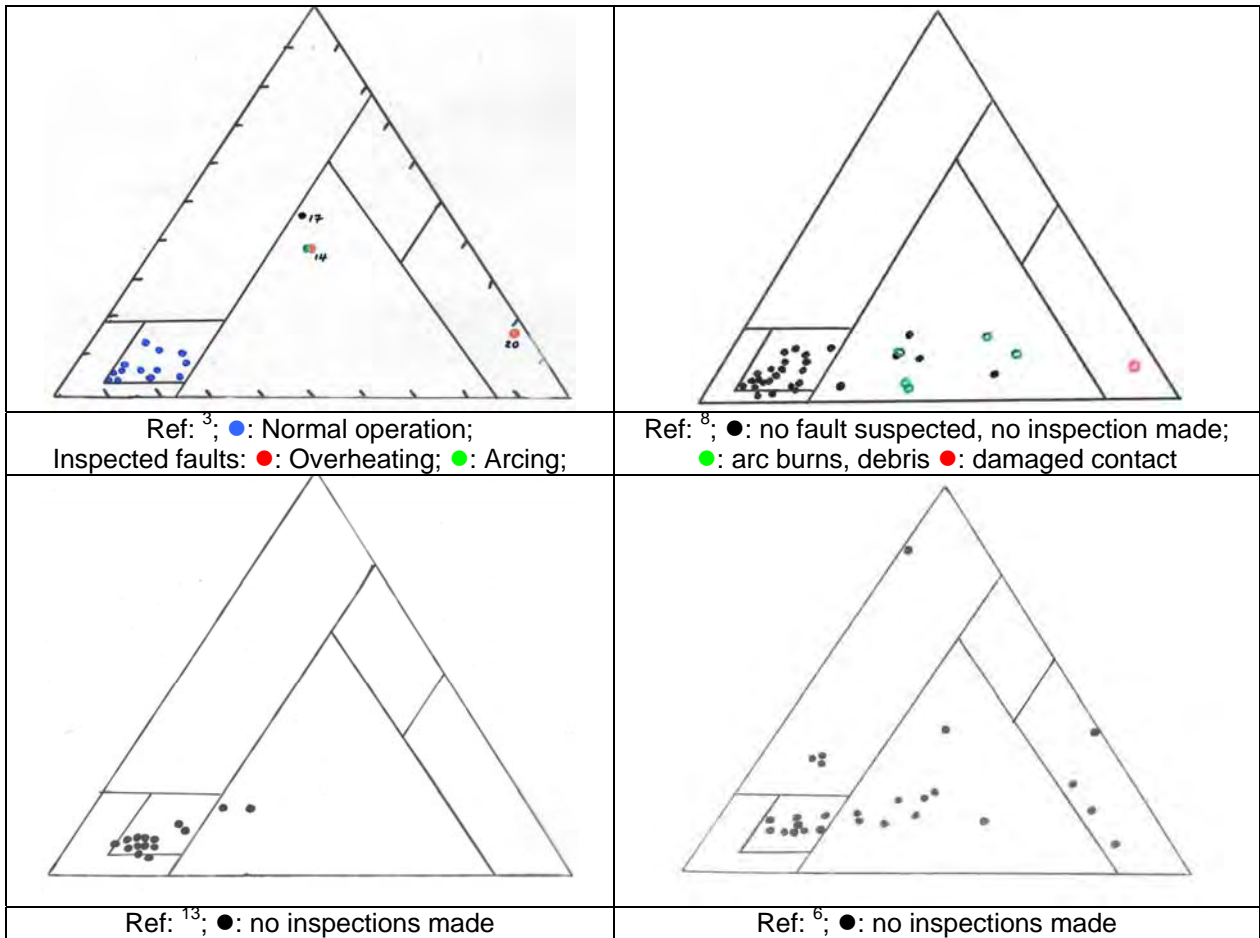 17
14
20
Ref: ³; ●: Normal operation;
Inspected faults: ●: Overheating; ●: Arcing;
Ref: ⁸; ●: no fault suspected, no inspection made;
●: arc burns, debris ●: damaged contact
Ref: ¹³; ●: no inspections made
Ref: ⁶; ●: no inspections made